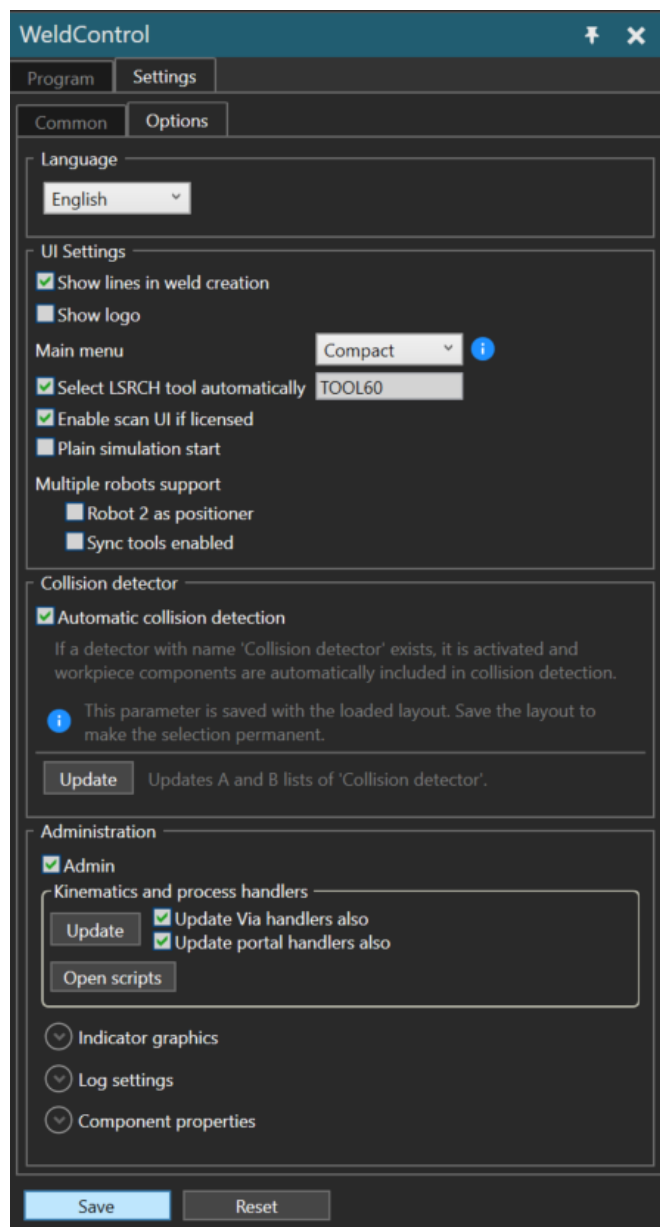 WeldControl
Program Settings
Common Options
Language
English
UI Settings
Show lines in weld creation
Show logo
Main menu Compact
Select LSRCH tool automatically TOOL60
Enable scan UI if licensed
Plain simulation start
Multiple robots support
Robot 2 as positioner
Sync tools enabled
Collision detector
Automatic collision detection
If a detector with name 'Collision detector' exists, it is activated and
workpiece components are automatically included in collision detection.
This parameter is saved with the loaded layout. Save the layout to
make the selection permanent.
Update Updates A and B lists of 'Collision detector'.
Administration
Admin
Kinematics and process handlers
Update
Update Via handlers also
Update portal handlers also
Open scripts
Indicator graphics
Log settings
Component properties
Save Reset